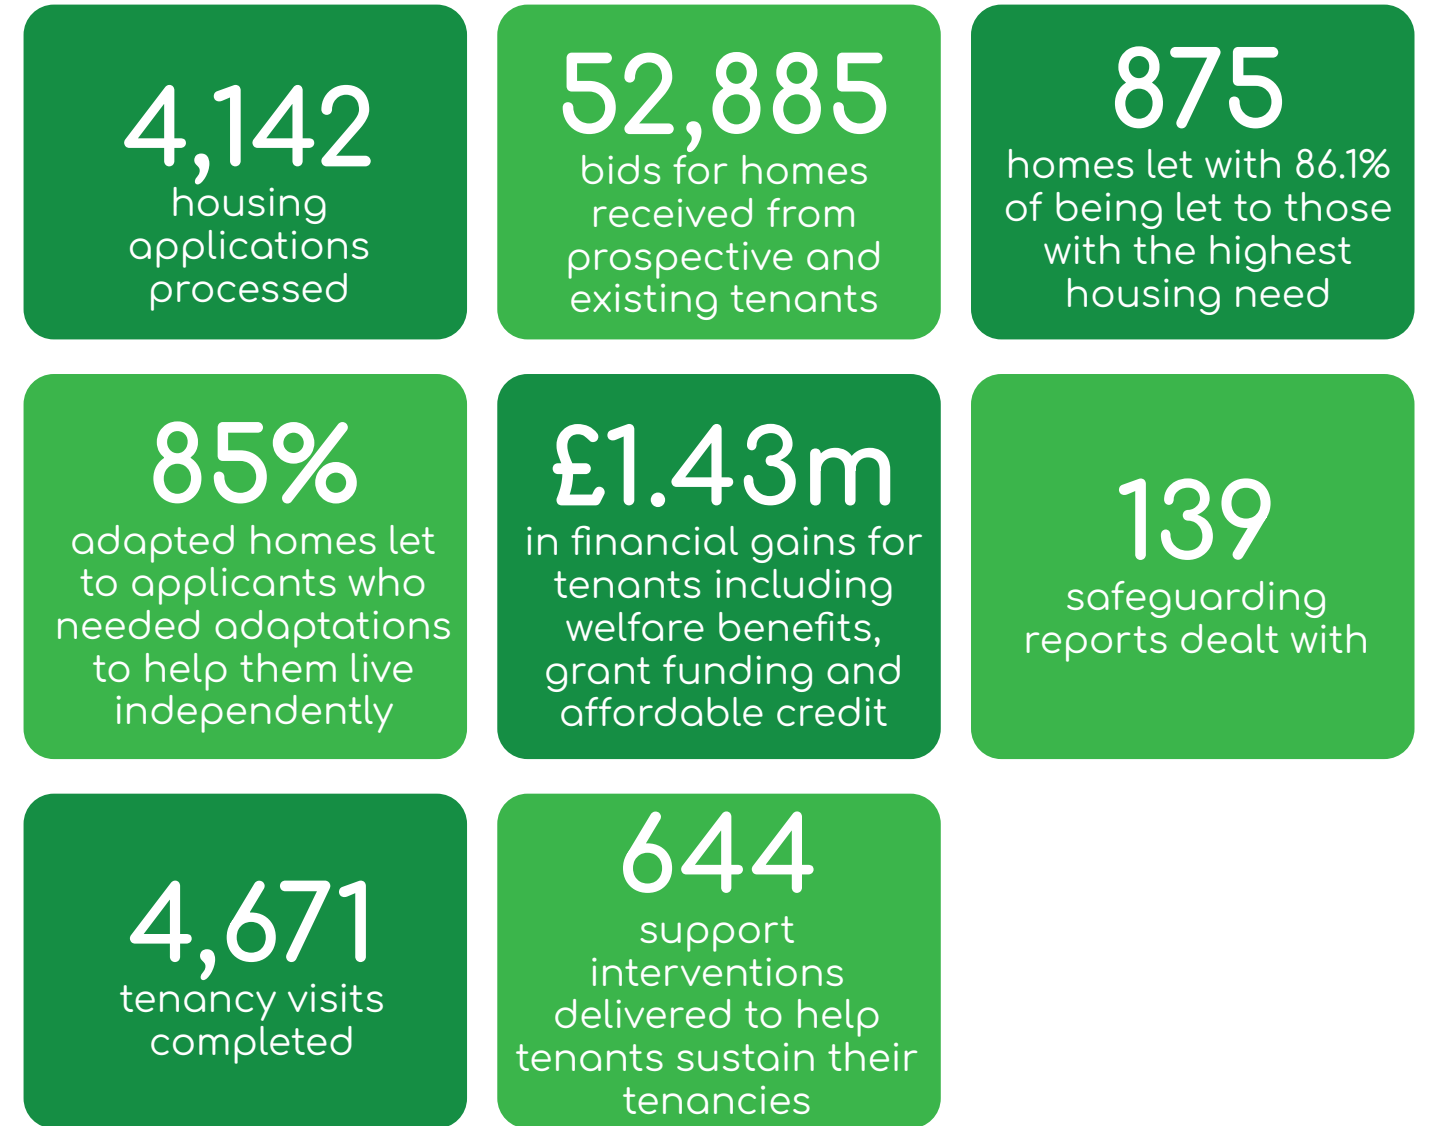 4,142
housing
applications
processed
52,885
bids for homes
received from
prospective and
existing tenants
875
homes let with 86.1%
of being let to those
with the highest
housing need
85%
adapted homes let
to applicants who
needed adaptations
to help them live
independently
£1.43m
in financial gains for
tenants including
welfare benefits,
grant funding and
affordable credit
139
safeguarding
reports dealt with
4,671
tenancy visits
completed
644
support
interventions
delivered to help
tenants sustain their
tenancies